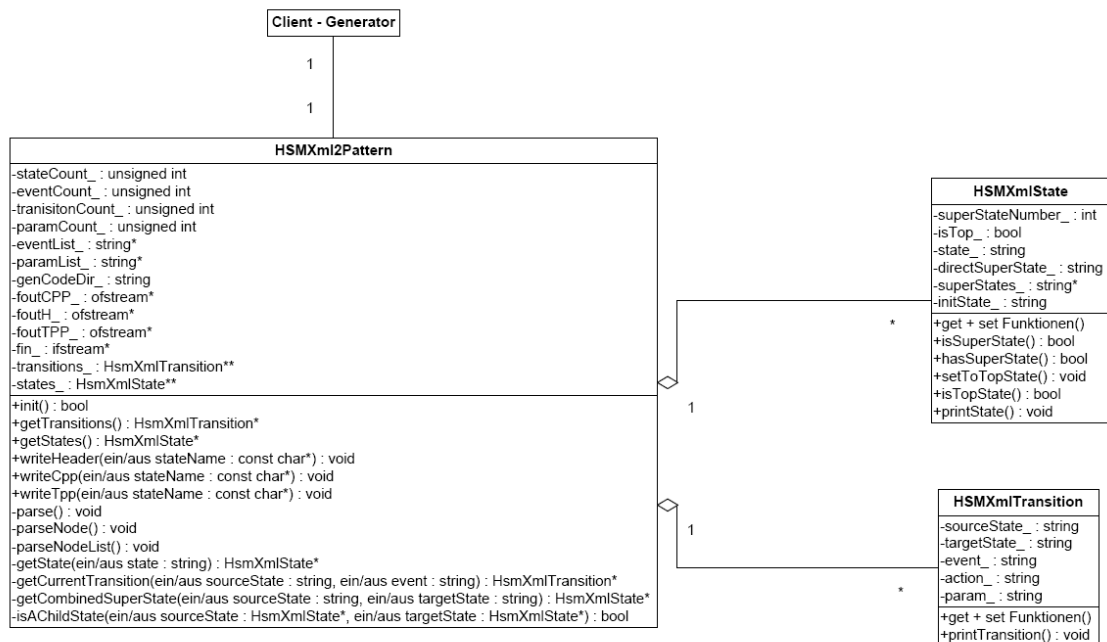 Client - Generator
1
1
HSMXml2Pattern
-stateCount_ : unsigned int
-eventCount_ : unsigned int
-tranisitonCount_ : unsigned int
-paramCount_ : unsigned int
-eventList_ : string*
-paramList_ : string*
-genCodeDir_ : string
-foutCPP_ : ofstream*
-foutH_ : ofstream*
-foutTPP_ : ofstream*
-fin_ : ifstream*
-transitions_ : HsmXmlTransition**
-states_ : HsmXmlState**
+init() : bool
+getTransitions() : HsmXmlTransition*
+getStates() : HsmXmlState*
+writeHeader(ein/aus stateName : const char*) : void
+writeCpp(ein/aus stateName : const char*) : void
+writeTpp(ein/aus stateName : const char*) : void
-parse() : void
-parseNode() : void
-parseNodeList() : void
-getState(ein/aus state : string) : HsmXmlState*
-getCurrentTransition(ein/aus sourceState : string, ein/aus event : string) : HsmXmlTransition*
-getCombinedSuperState(ein/aus sourceState : string, ein/aus targetState : string) : HsmXmlState*
-isAChildState(ein/aus sourceState : HsmXmlState*, ein/aus targetState : HsmXmlState*) : bool
1
*
HSMXmlState
-superStateNumber_ : int
-isTop_ : bool
-state_ : string
-directSuperState_ : string
-superStates_ : string*
-initState_ : string
+get + set Funktionen()
+isSuperState() : bool
+hasSuperState() : bool
+setToTopState() : void
+isTopState() : bool
+printState() : void
1
*
HSMXmlTransition
-sourceState_ : string
-targetState_ : string
-event_ : string
-action_ : string
-param_ : string
+get + set Funktionen()
+printTransition() : void